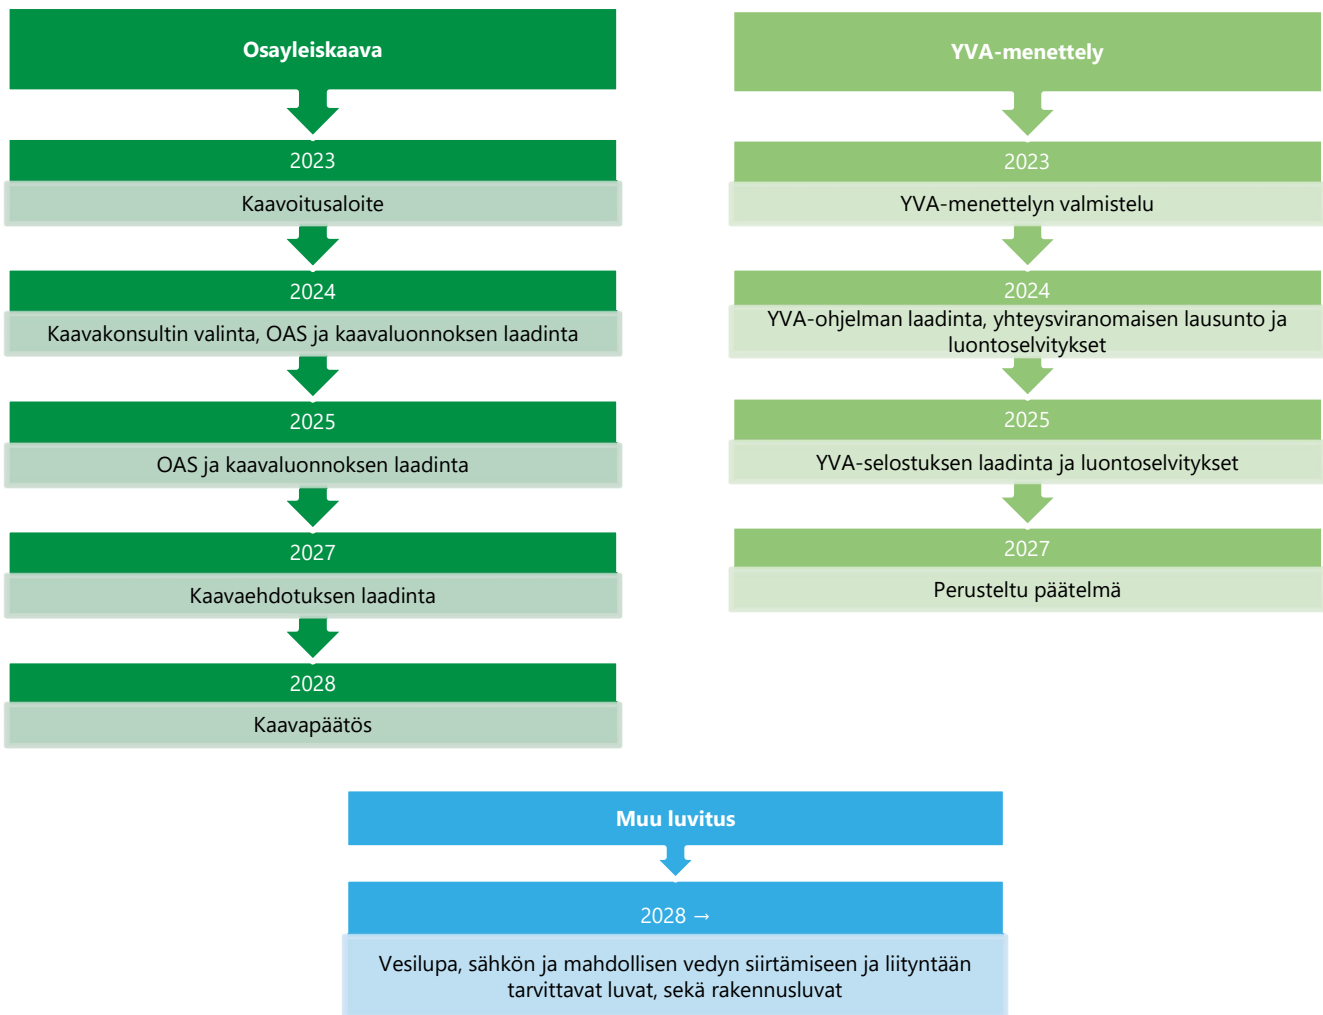 Osayleiskaava
2023
Kaavoitusaloite
2024
Kaavakonsultin valinta, OAS ja kaavaluonnoksen laadinta
2025
OAS ja kaavaluonnoksen laadinta
2027
Kaavaehdotuksen laadinta
2028
Kaavapäätös
YVA-menettely
2023
YVA-menettelyn valmistelu
2024
YVA-ohjelman laadinta, yhteysviranomaisen lausunto ja
luontoselvitykset
2025
YVA-selostuksen laadinta ja luontoselvitykset
2027
Perusteltu päätelmä
Muu luvitus
2028 →
Vesilupa, sähkön ja mahdollisen vedyn siirtämiseen ja liityntään
tarvittavat luvat, sekä rakennusluvat